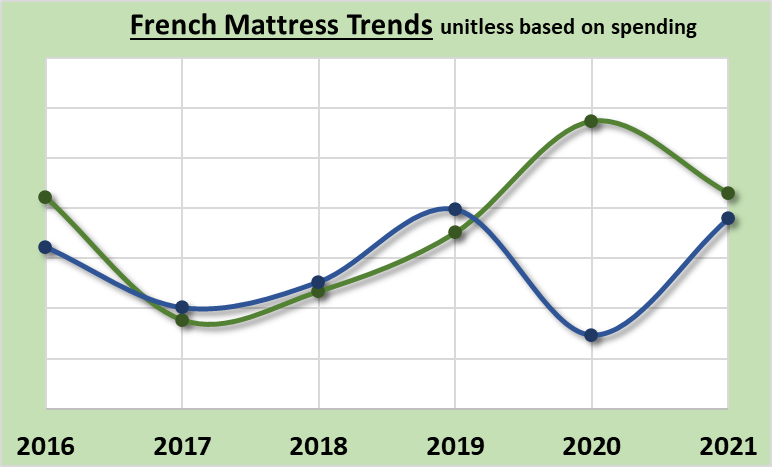 French Mattress Trends unitless based on spending
2016 2017 2018 2019 2020 2021